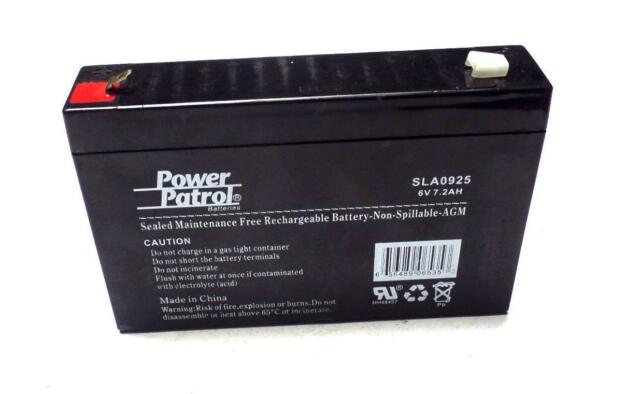 Power
Patrol®
Batteries
SLA0925
6V 7.2AH
Sealed Maintenance Free Rechargeable Battery-Non-Spillable-AGM
CAUTION
Do not charge in a gas tight container
Do not short the battery terminals
Do not incinerate
Flush with water at once if contaminated
with electrolyte (acid)
Made in China
Warning:Risk of fire,explosion or burns.Do not
disassemble or heat above 65°C or incinerate.
Pb